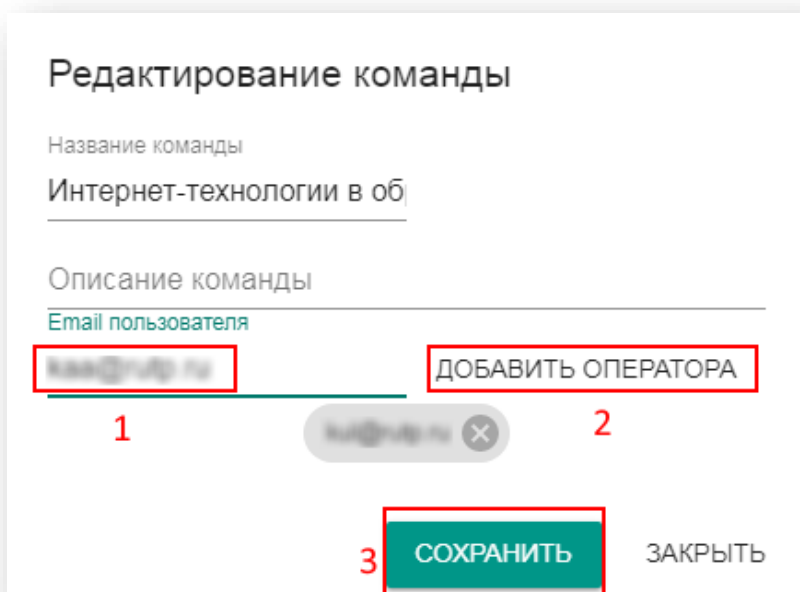 Редактирование команды
Название команды
Интернет-технологии в об
Описание команды
Email пользователя
ДОБАВИТЬ ОПЕРАТОРА
1
2
3
СОХРАНИТЬ
ЗАКРЫТЬ